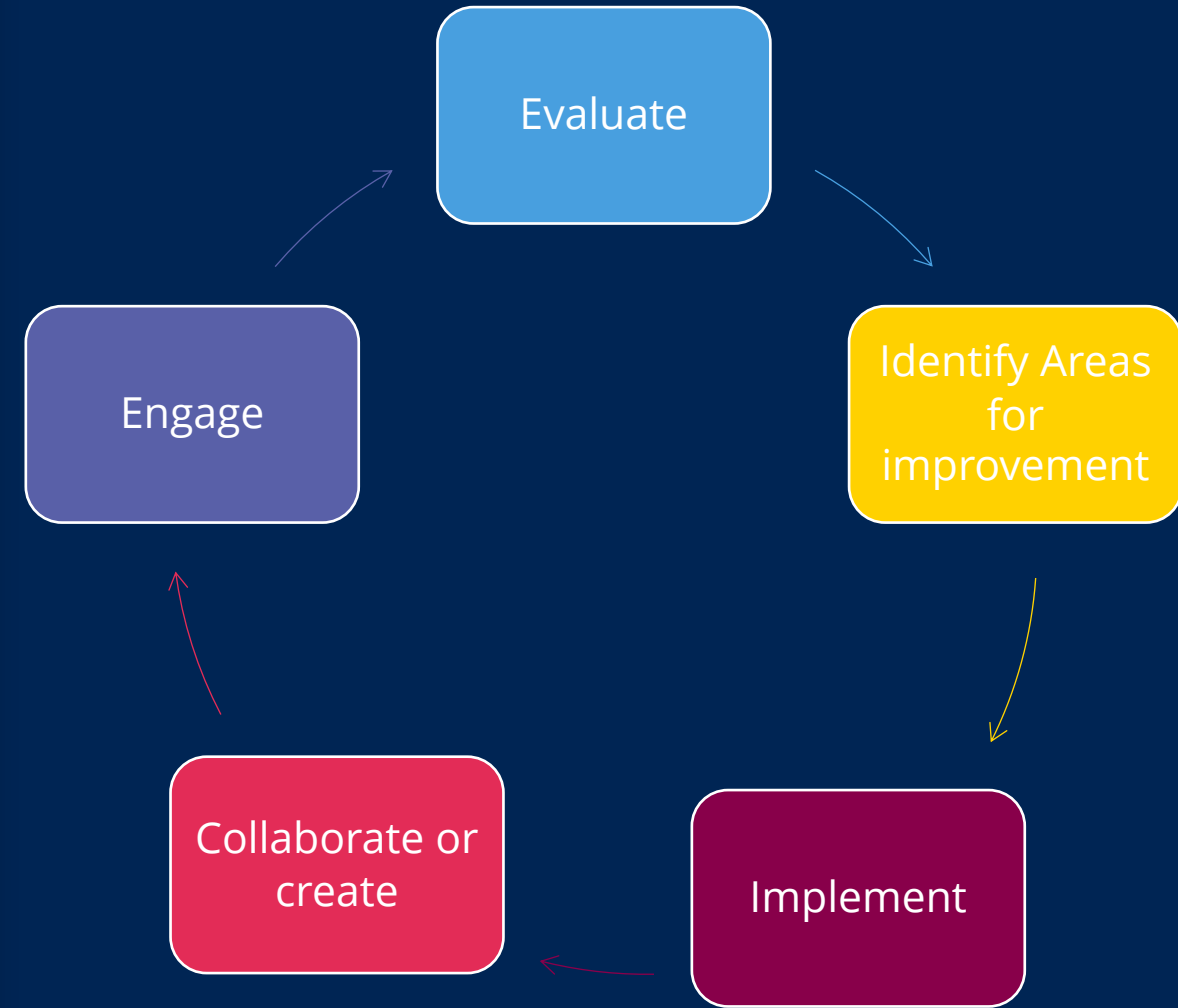 Evaluate
Identify Areas
for
improvement
Implement
Collaborate or
create
Engage